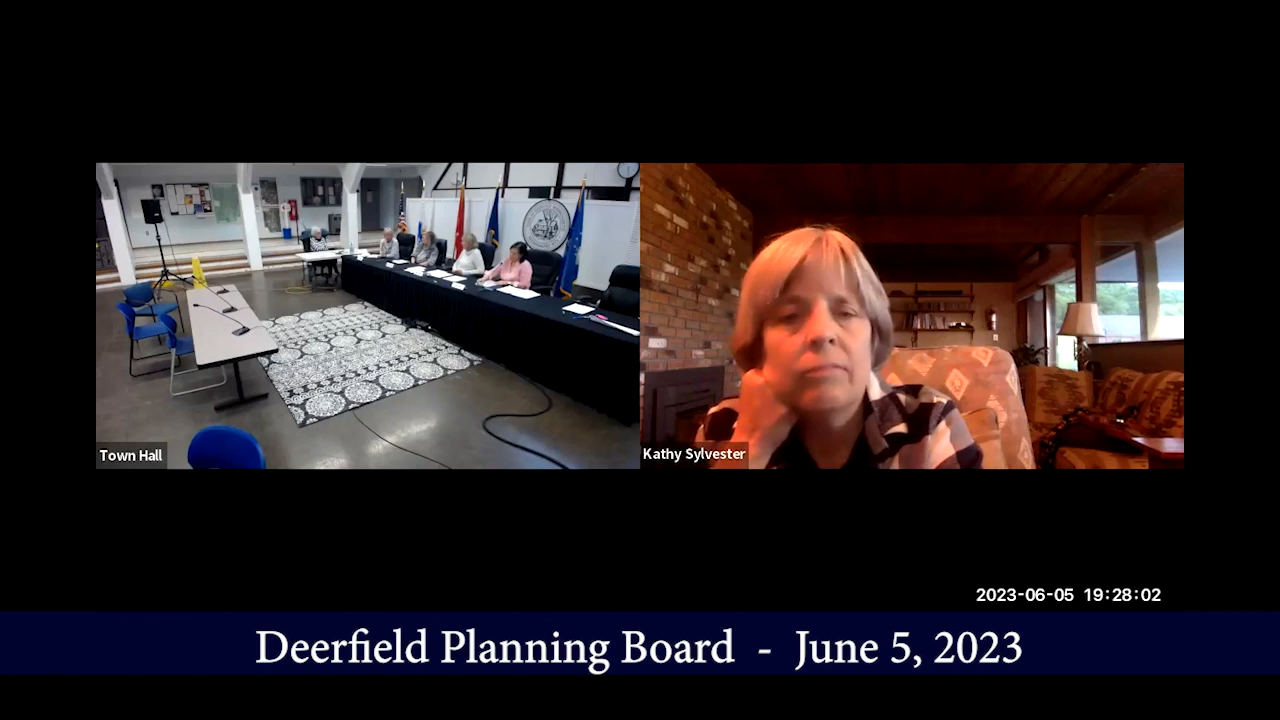 Town Hall
Kathy Sylvester
2023-06-05 19:28:02
Deerfield Planning Board - June 5, 2023